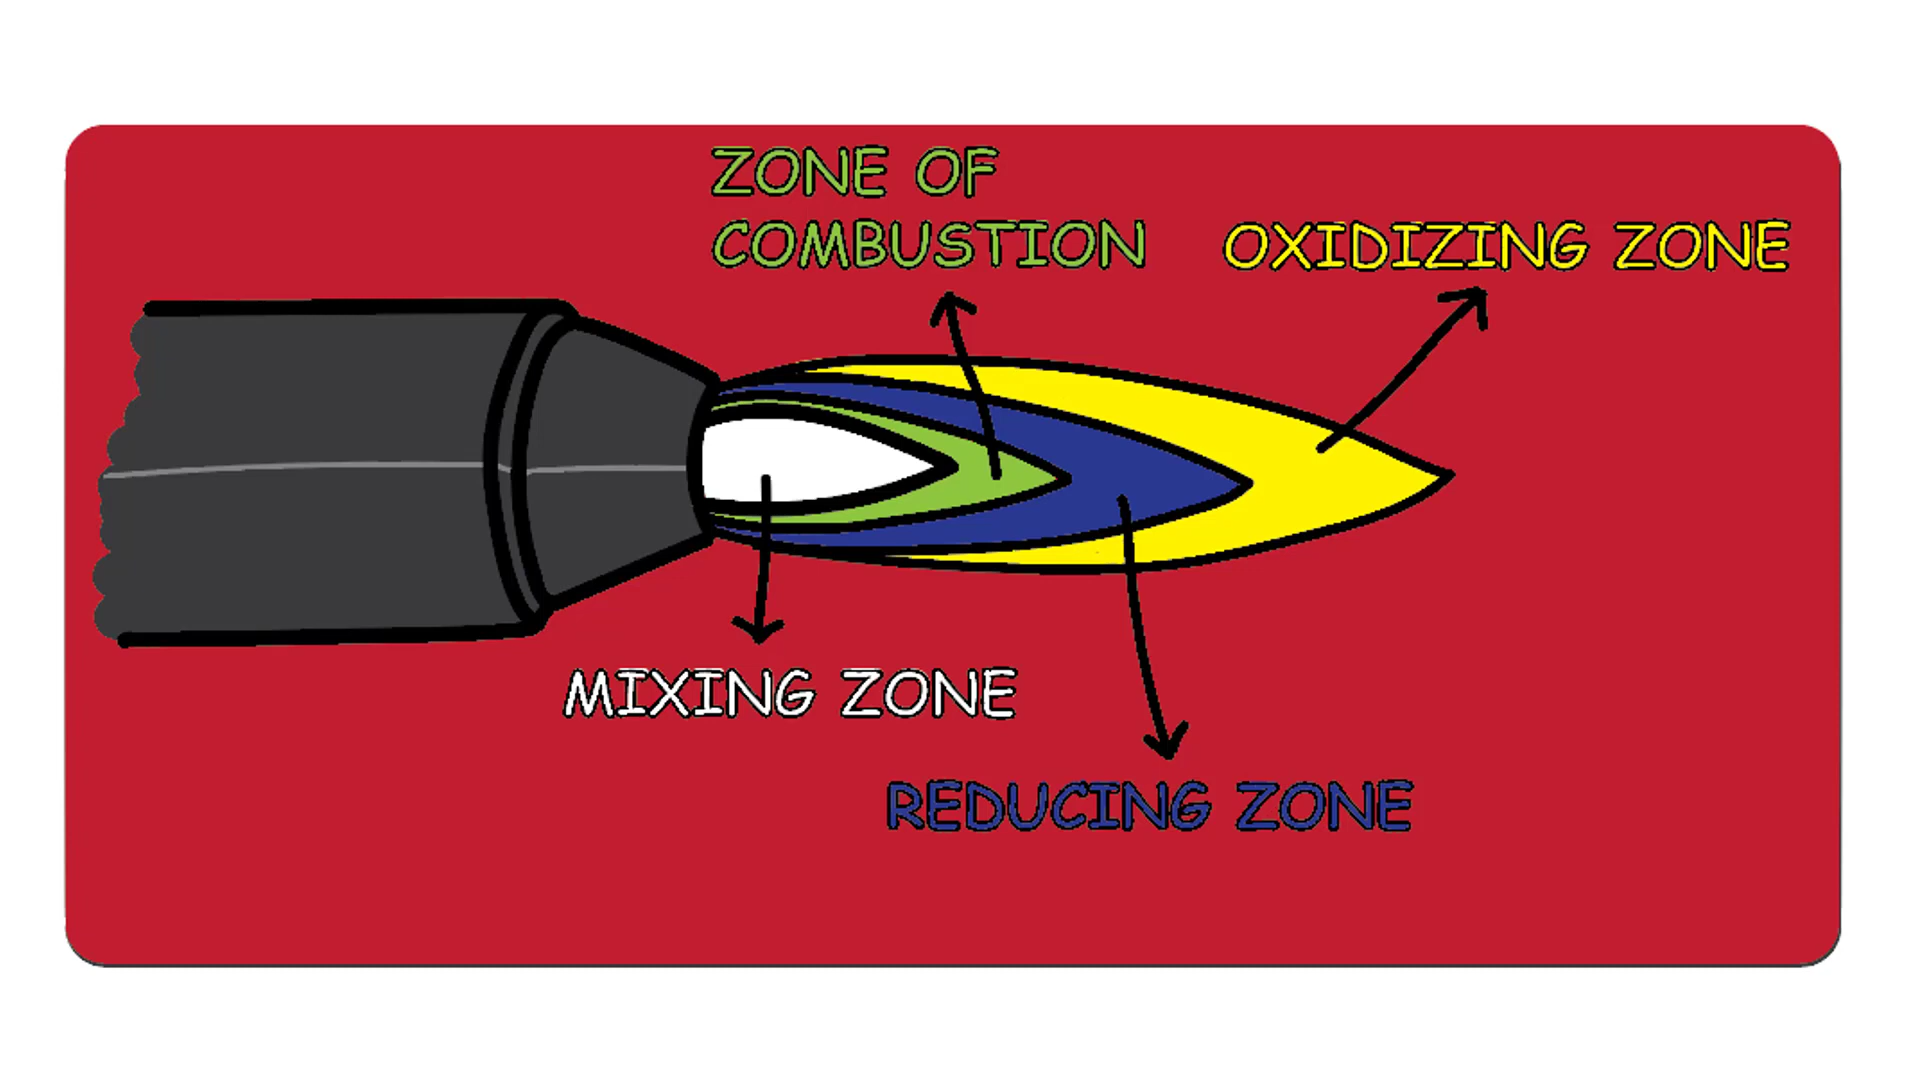 ZONE OF
COMBUSTION
OXIDIZING ZONE
MIXING ZONE
REDUCING ZONE